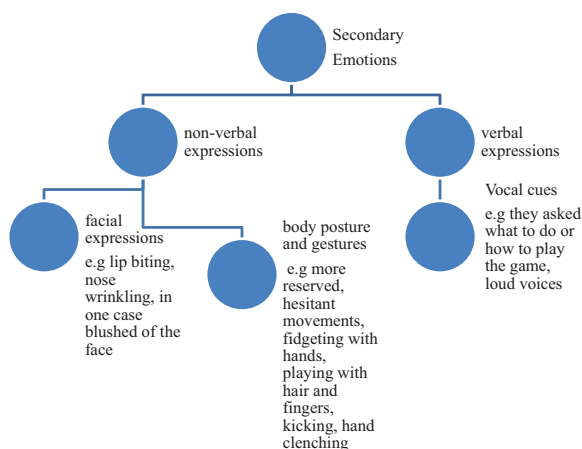 Secondary
Emotions
non-verbal
expressions
verbal
expressions
facial
expressions
e.g lip biting,
nose
wrinkling, in
one case
blushed of the
face
body posture
and gestures
e.g more
reserved,
hesitant
movements,
fidgeting with
hands,
playing with
hair and
fingers,
kicking, hand
clenching
Vocal cues
e.g they asked
what to do or
how to play
the game,
loud voices